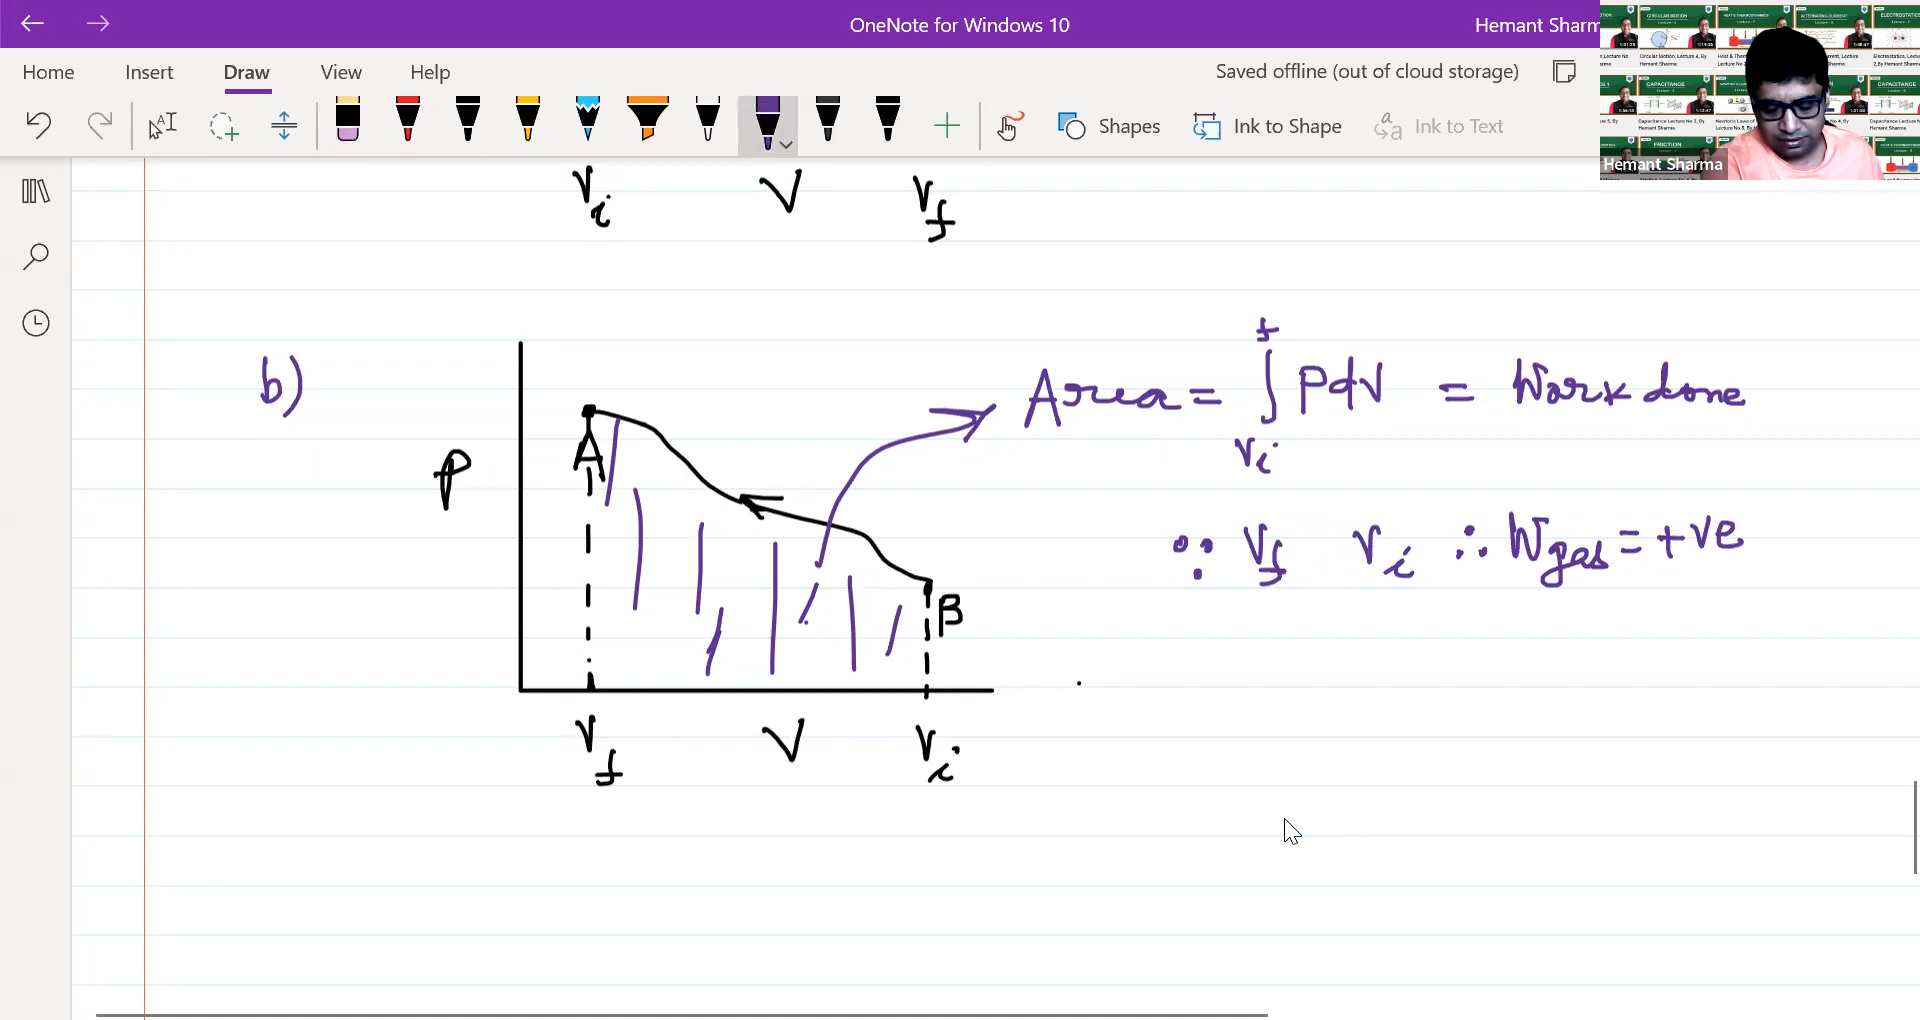 OneNote for Windows 10
Hemant Sharm
Home Insert Draw View Help
Saved offline (out of cloud storage)
Shapes Ink to Shape Ink to Text
Hemant Sharma
Vi V Vf
b)
P
A
B
Vf V Vi
Area = ∫ PdV = Work done
f
Vi
∵ Vf Vi ∴ Wgas = +ve